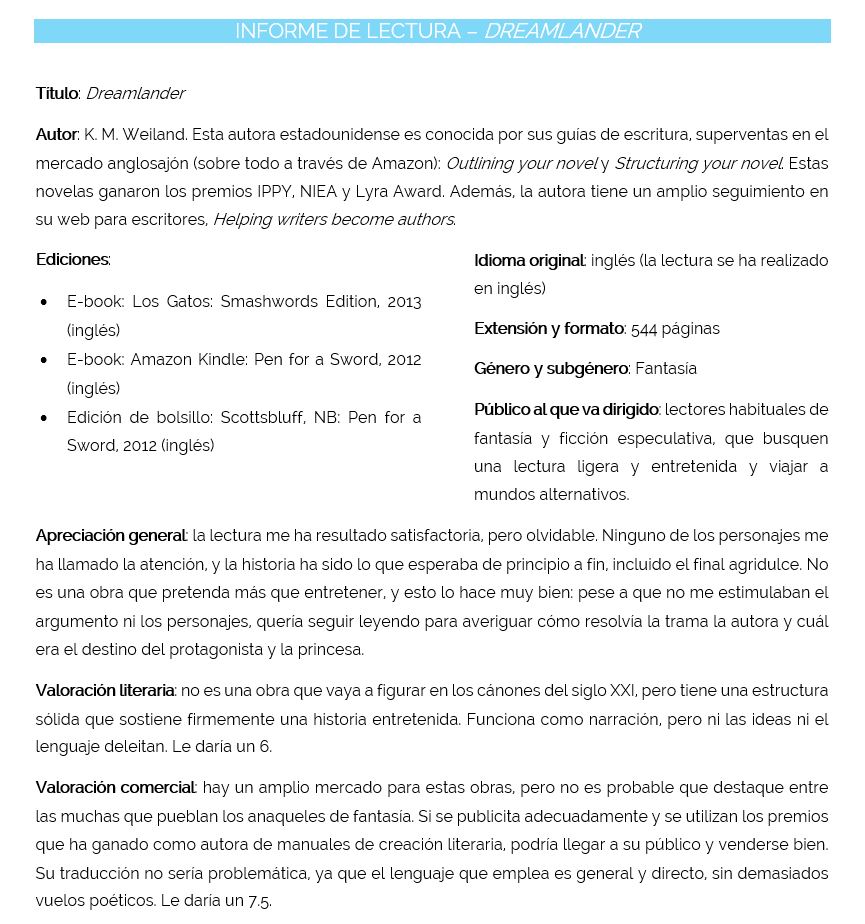 INFORME DE LECTURA – DREAMLANDER
Título: Dreamlander
Autor: K. M. Weiland. Esta autora estadounidense es conocida por sus guías de escritura, superventas en el
mercado anglosajón (sobre todo a través de Amazon): Outlining your novel y Structuring your novel. Estas
novelas ganaron los premios IPPY, NIEA y Lyra Award. Además, la autora tiene un amplio seguimiento en
su web para escritores, Helping writers become authors.
Ediciones:
• E-book: Los Gatos: Smashwords Edition, 2013
(inglés)
• E-book: Amazon Kindle: Pen for a Sword, 2012
(inglés)
• Edición de bolsillo: Scottsbluff, NB: Pen for a
Sword, 2012 (inglés)
Idioma original: inglés (la lectura se ha realizado
en inglés)
Extensión y formato: 544 páginas
Género y subgénero: Fantasía
Público al que va dirigido: lectores habituales de
fantasía y ficción especulativa, que busquen
una lectura ligera y entretenida y viajar a
mundos alternativos.
Apreciación general: la lectura me ha resultado satisfactoria, pero olvidable. Ninguno de los personajes me
ha llamado la atención, y la historia ha sido lo que esperaba de principio a fin, incluido el final agridulce. No
es una obra que pretenda más que entretener, y esto lo hace muy bien: pese a que no me estimulaban el
argumento ni los personajes, quería seguir leyendo para averiguar cómo resolvía la trama la autora y cuál
era el destino del protagonista y la princesa.
Valoración literaria: no es una obra que vaya a figurar en los cánones del siglo XXI, pero tiene una estructura
sólida que sostiene firmemente una historia entretenida. Funciona como narración, pero ni las ideas ni el
lenguaje deleitan. Le daría un 6.
Valoración comercial: hay un amplio mercado para estas obras, pero no es probable que destaque entre
las muchas que pueblan los anaqueles de fantasía. Si se publicita adecuadamente y se utilizan los premios
que ha ganado como autora de manuales de creación literaria, podría llegar a su público y venderse bien.
Su traducción no sería problemática, ya que el lenguaje que emplea es general y directo, sin demasiados
vuelos poéticos. Le daría un 7.5.